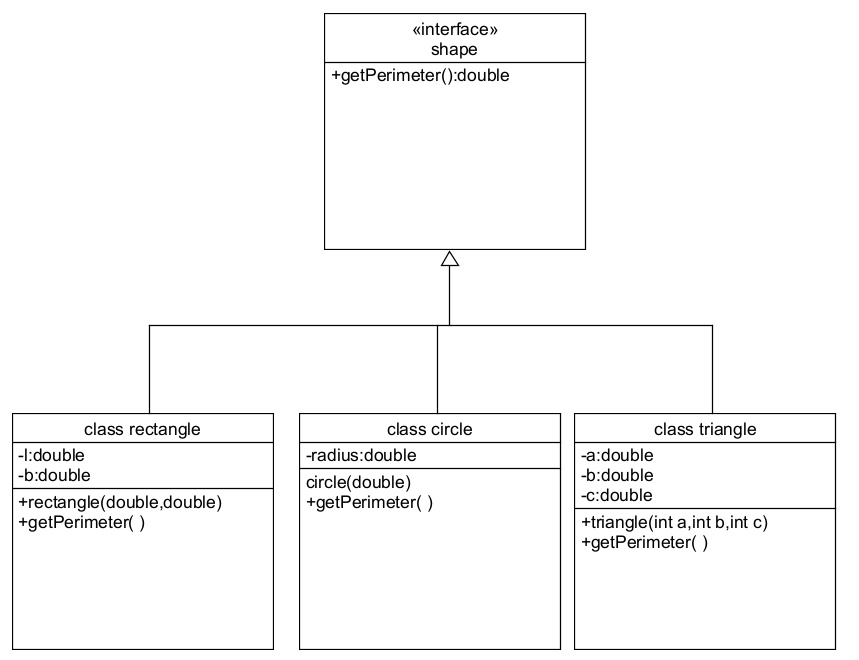 «interface»
shape
+getPerimeter():double
class rectangle
-l:double
-b:double
+rectangle(double,double)
+getPerimeter( )
class circle
-radius:double
circle(double)
+getPerimeter( )
class triangle
-a:double
-b:double
-c:double
+triangle(int a,int b,int c)
+getPerimeter( )